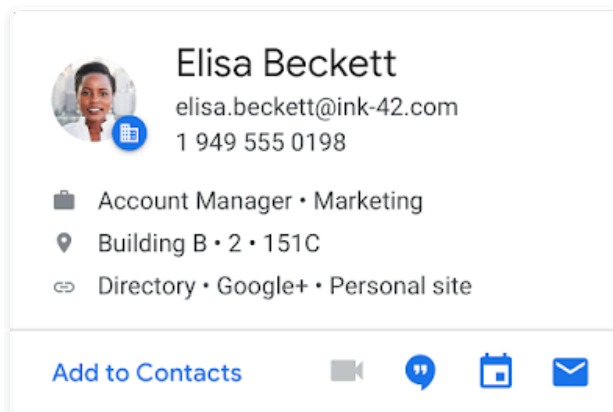 Elisa Beckett
elisa.beckett@ink-42.com
1 949 555 0198
Account Manager • Marketing
Building B • 2 • 151C
Directory • Google+ • Personal site
Add to Contacts